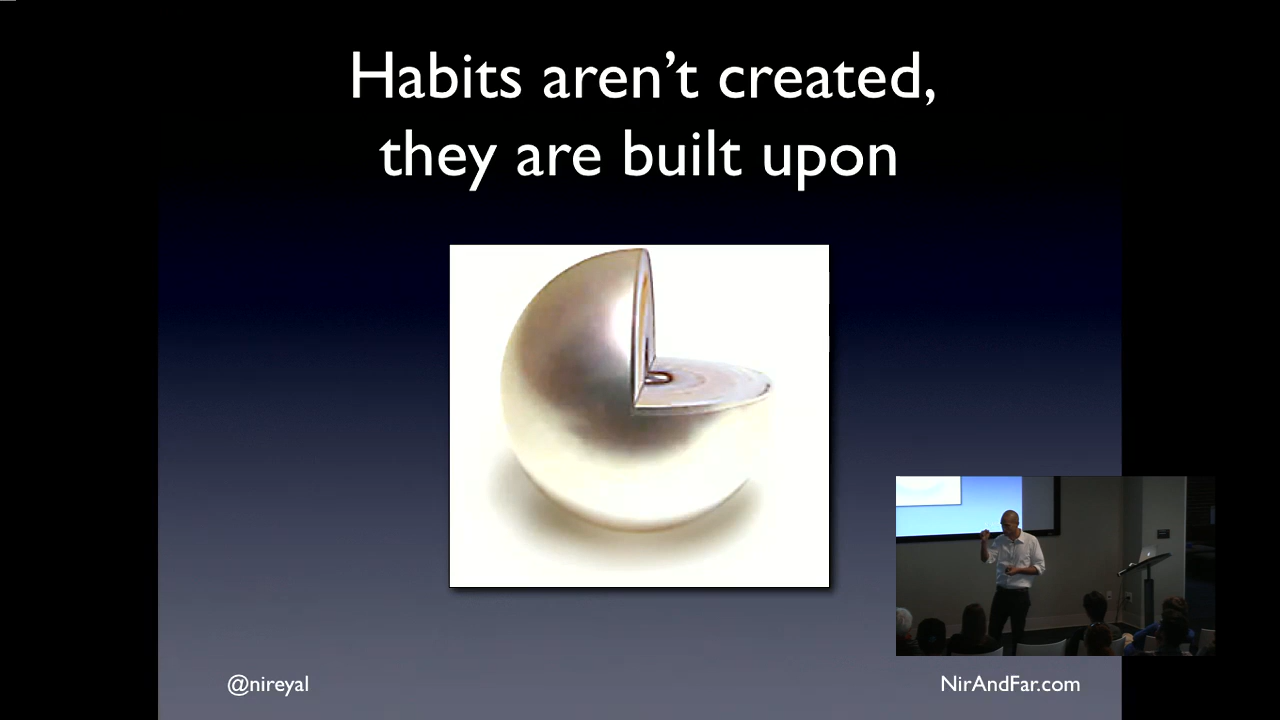 Habits aren’t created,
they are built upon
@nireyal
NirAndFar.com